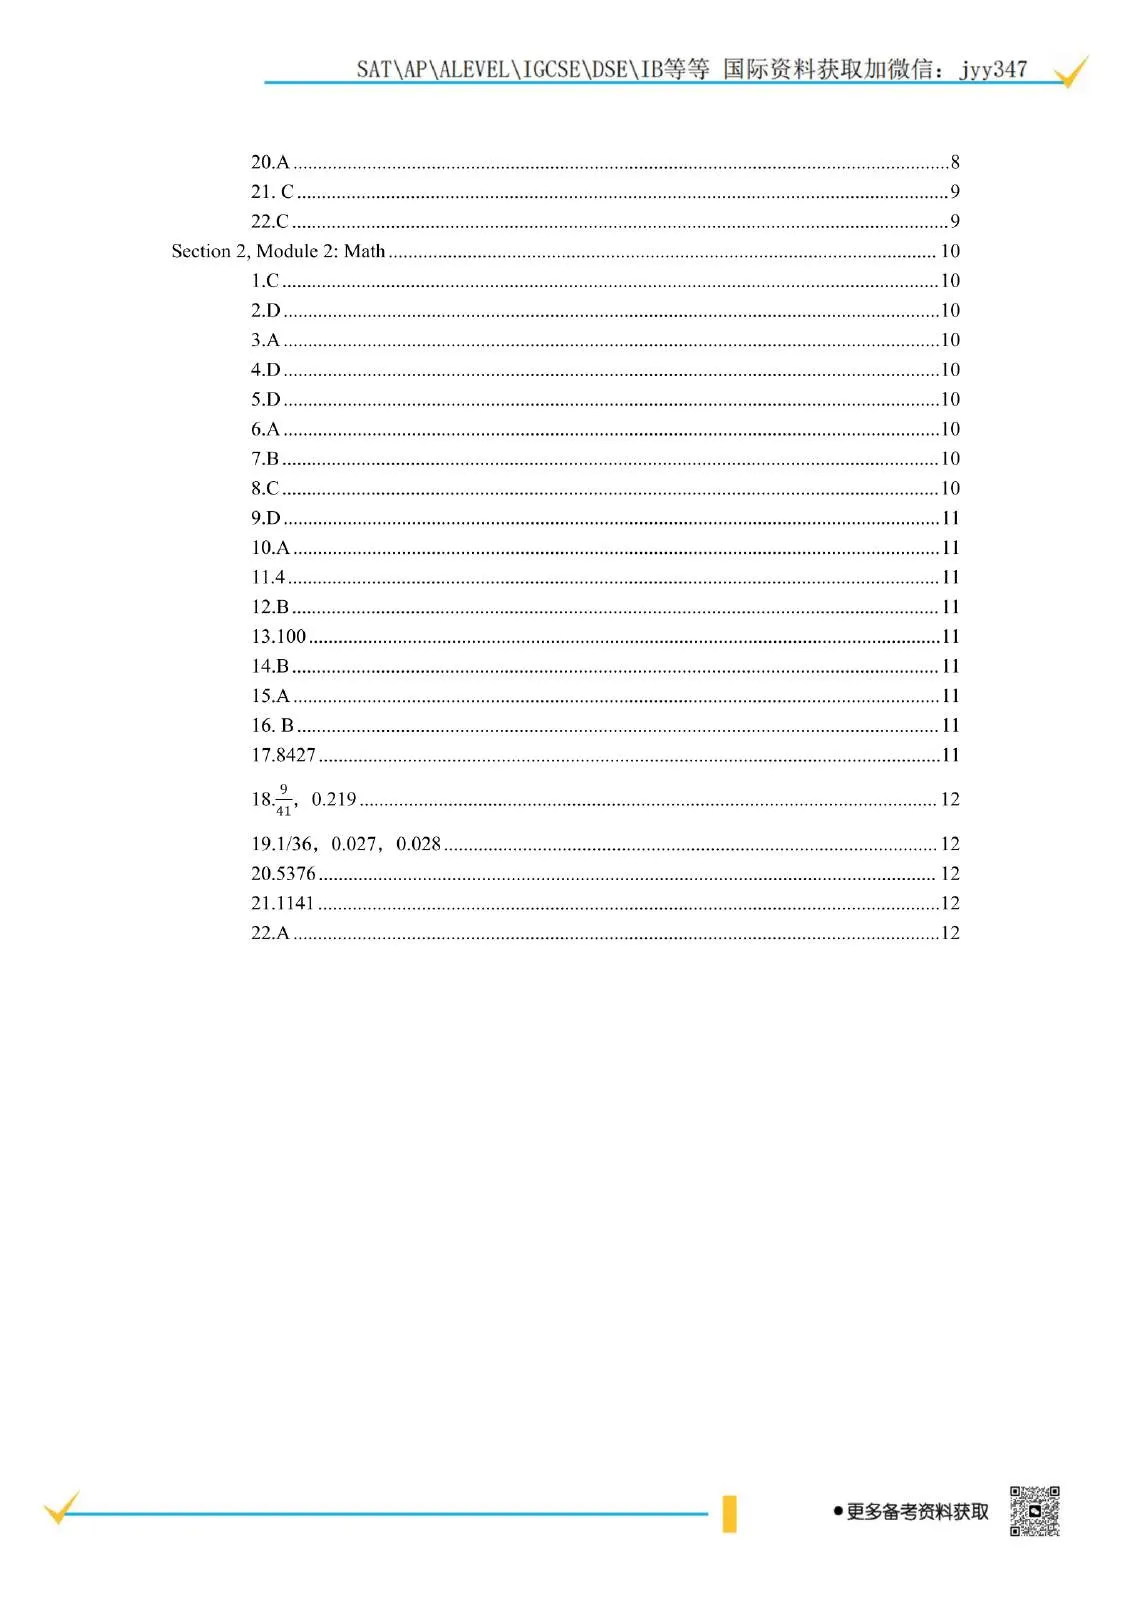 SAT\AP\ALEVEL\IGCSE\DSE\IB等等 国际资料获取加微信: jyy347
20.A........................................8
21. C........................................9
22.C........................................9
Section 2, Module 2: Math........................................10
1.C........................................10
2.D........................................10
3.A........................................10
4.D........................................10
5.D........................................10
6.A........................................10
7.B........................................10
8.C........................................10
9.D........................................11
10.A........................................11
11.4........................................11
12.B........................................11
13.100........................................11
14.B........................................11
15.A........................................11
16. B........................................11
17.8427........................................11
18.9/41，0.219........................................12
19.1/36，0.027，0.028........................................12
20.5376........................................12
21.1141........................................12
22.A........................................12
●更多备考资料获取